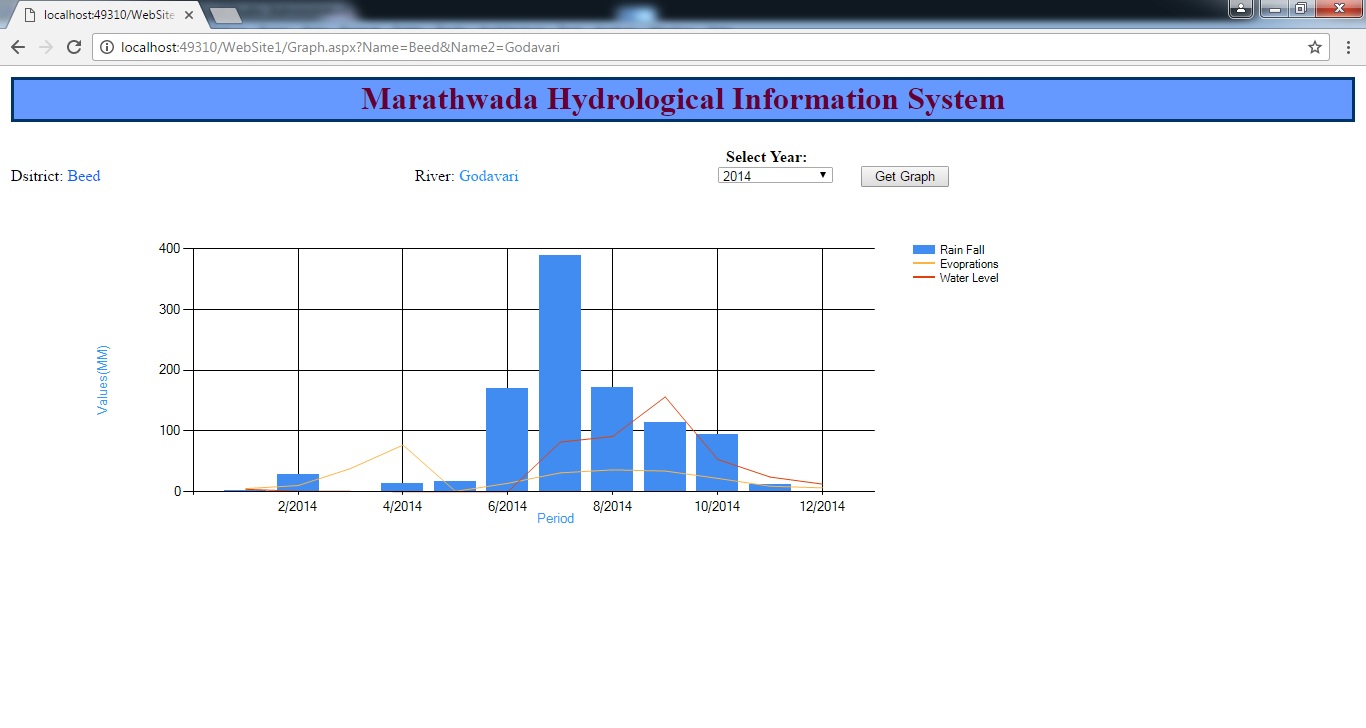 localhost:49310/WebSite
localhost:49310/WebSite1/Graph.aspx?Name=Beed&Name2=Godavari
Marathwada Hydrological Information System
Select Year:
Dsitrict: Beed River: Godavari 2014 Get Graph
400
300
200
100
0
Values(MM)
2/2014 4/2014 6/2014 8/2014 10/2014 12/2014
Period
Rain Fall
Evoprations
Water Level